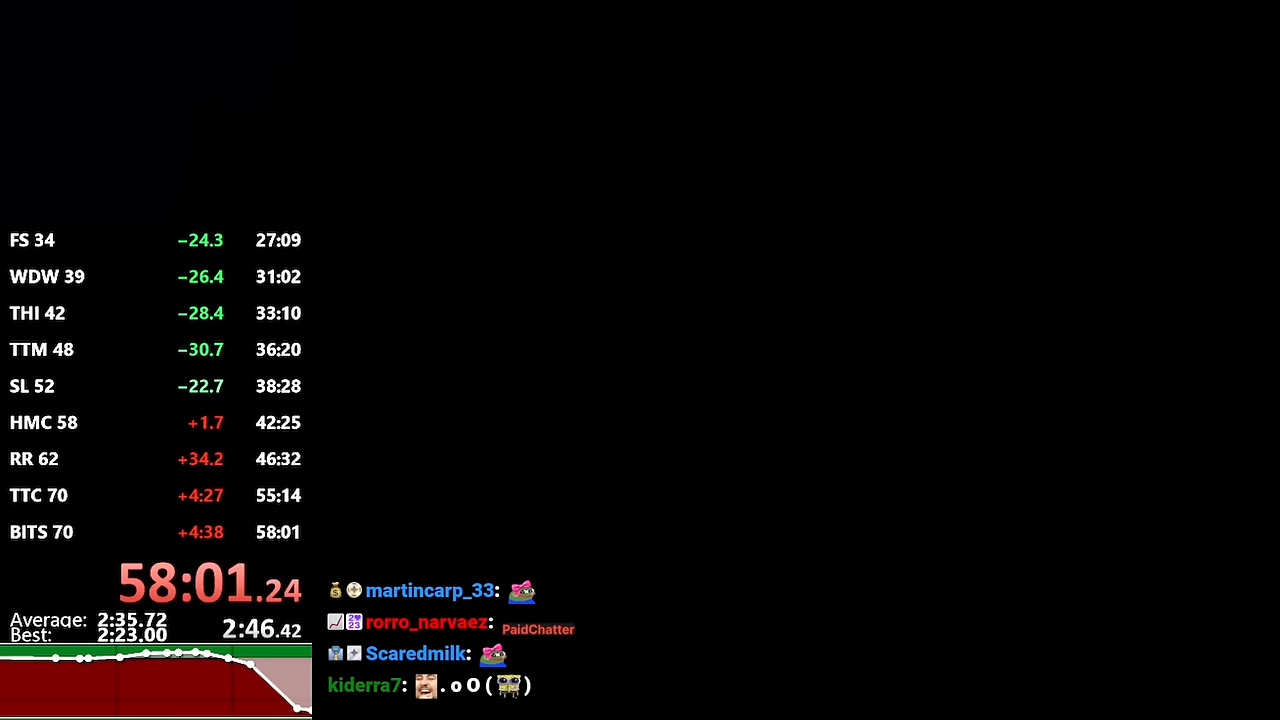 FS 34 −24.3 27:09
WDW 39 −26.4 31:02
THI 42 −28.4 33:10
TTM 48 −30.7 36:20
SL 52 −22.7 38:28
HMC 58 +1.7 42:25
RR 62 +34.2 46:32
TTC 70 +4:27 55:14
BITS 70 +4:38 58:01
58:01.24
Average: 2:35.72
Best: 2:23.00 2:46.42
martincarp_33:
rorro_narvaez: PaidChatter
Scaredmilk:
kiderra7: . o O ( )